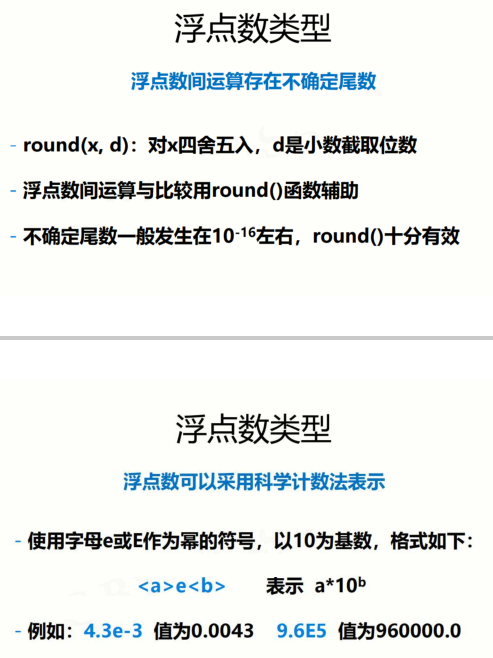 浮点数类型
浮点数间运算存在不确定尾数
- round(x, d)：对x四舍五入，d是小数截取位数
- 浮点数间运算与比较用round()函数辅助
- 不确定尾数一般发生在10⁻¹⁶左右，round()十分有效
浮点数类型
浮点数可以采用科学计数法表示
- 使用字母e或E作为幂的符号，以10为基数，格式如下：
<a>e<b> 表示 a*10ᵇ
- 例如：4.3e-3 值为0.0043 9.6E5 值为960000.0